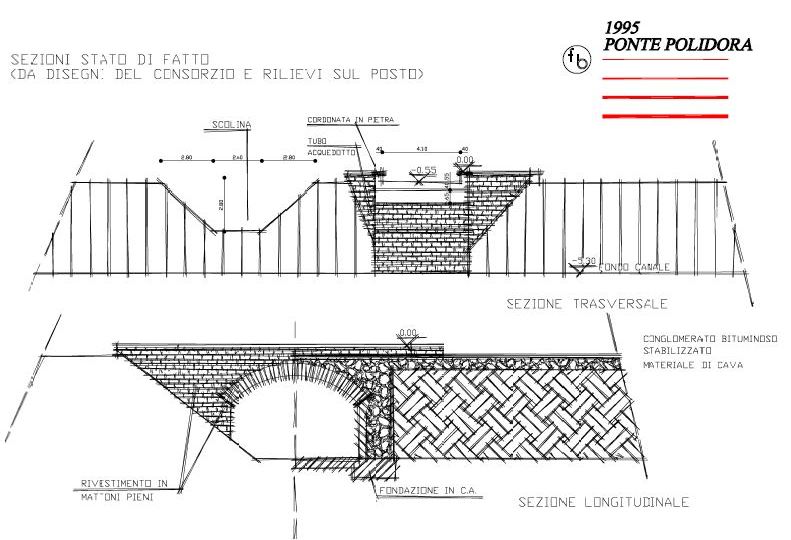 1995
PONTE POLIDORA
fb
SEZIONI STATO DI FATTO
(DA DISEGNI DEL CONSORZIO E RILIEVI SUL POSTO)
SCOLINA
CORDONATA IN PIETRA
TUBO
ACQUEDOTTO
2.80 2.40 2.80
40 4.10 40
-0.55
0.00
2.80
-5.30
FONDO CANALE
SEZIONE TRASVERSALE
0.00
CONGLOMERATO BITUMINOSO
STABILIZZATO
MATERIALE DI CAVA
RIVESTIMENTO IN
MATTONI PIENI
FONDAZIONE IN C.A.
SEZIONE LONGITUDINALE